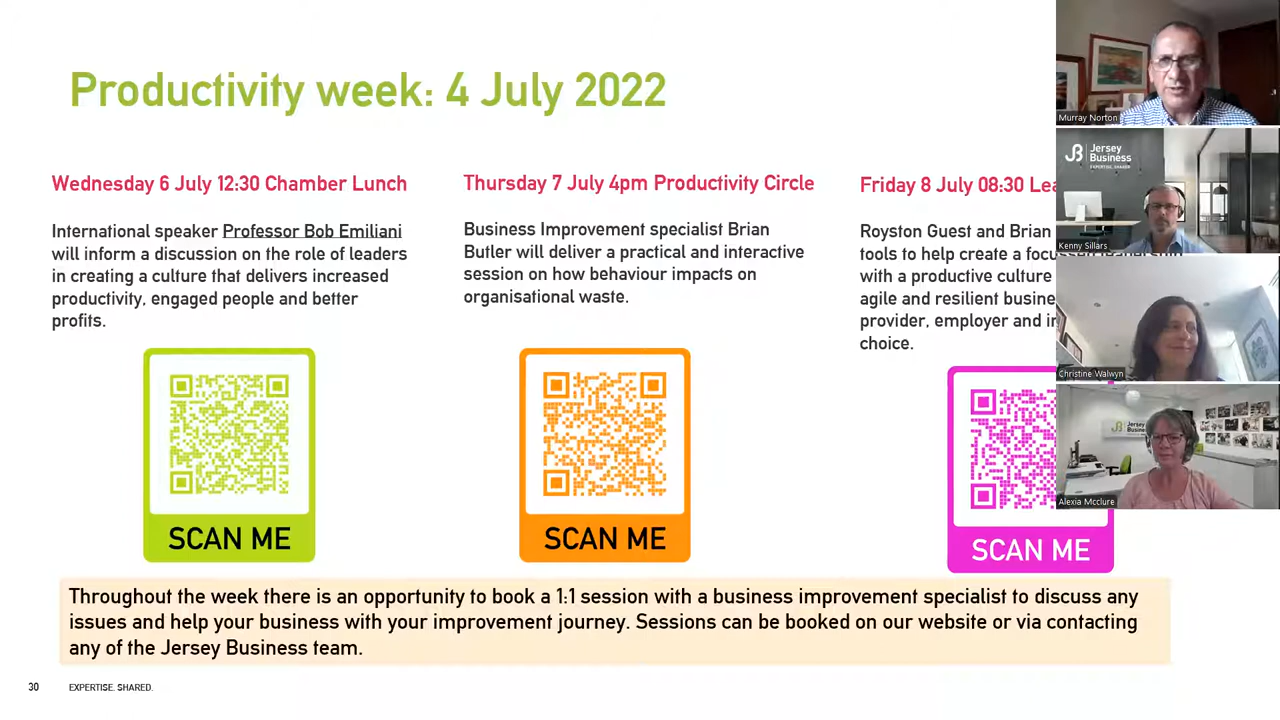 Productivity week: 4 July 2022
Wednesday 6 July 12:30 Chamber Lunch
International speaker Professor Bob Emiliani
will inform a discussion on the role of leaders
in creating a culture that delivers increased
productivity, engaged people and better
profits.
SCAN ME
Thursday 7 July 4pm Productivity Circle
Business Improvement specialist Brian
Butler will deliver a practical and interactive
session on how behaviour impacts on
organisational waste.
SCAN ME
Friday 8 July 08:30
Royston Guest and Brian
tools to help create a
with a productive culture
agile and resilient
provider, employer and
choice.
SCAN ME
Throughout the week there is an opportunity to book a 1:1 session with a business improvement specialist to discuss any
issues and help your business with your improvement journey. Sessions can be booked on our website or via contacting
any of the Jersey Business team.
30 EXPERTISE. SHARED.
Murray Norton
JB Jersey
Business
EXPERTISE. SHARED.
Kenny Sillars
Christine Walwyn
Jersey
Business
Alexia Mcclure